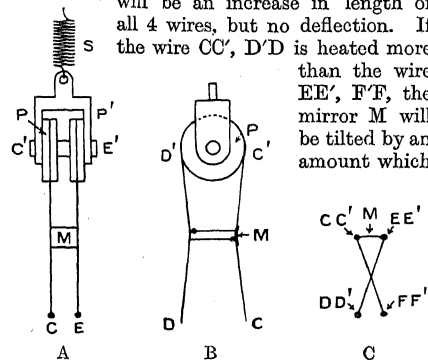 will be an increase in length of
all 4 wires, but no deflection. If
the wire CC′, D′D is heated more
than the wire
EE′, F′F, the
mirror M will
be tilted by an
amount which
S
P P′
C′ E′
M
C E
A
P
D′ C′
M
D C
B
CC′ M EE′
DD′ FF′
C